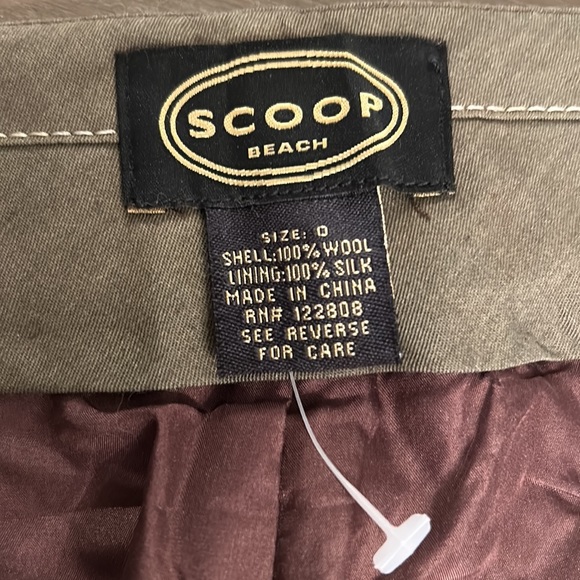 SCOOP
BEACH
SIZE: 0
SHELL:100% WOOL
LINING:100% SILK
MADE IN CHINA
RN# 122808
SEE REVERSE
FOR CARE